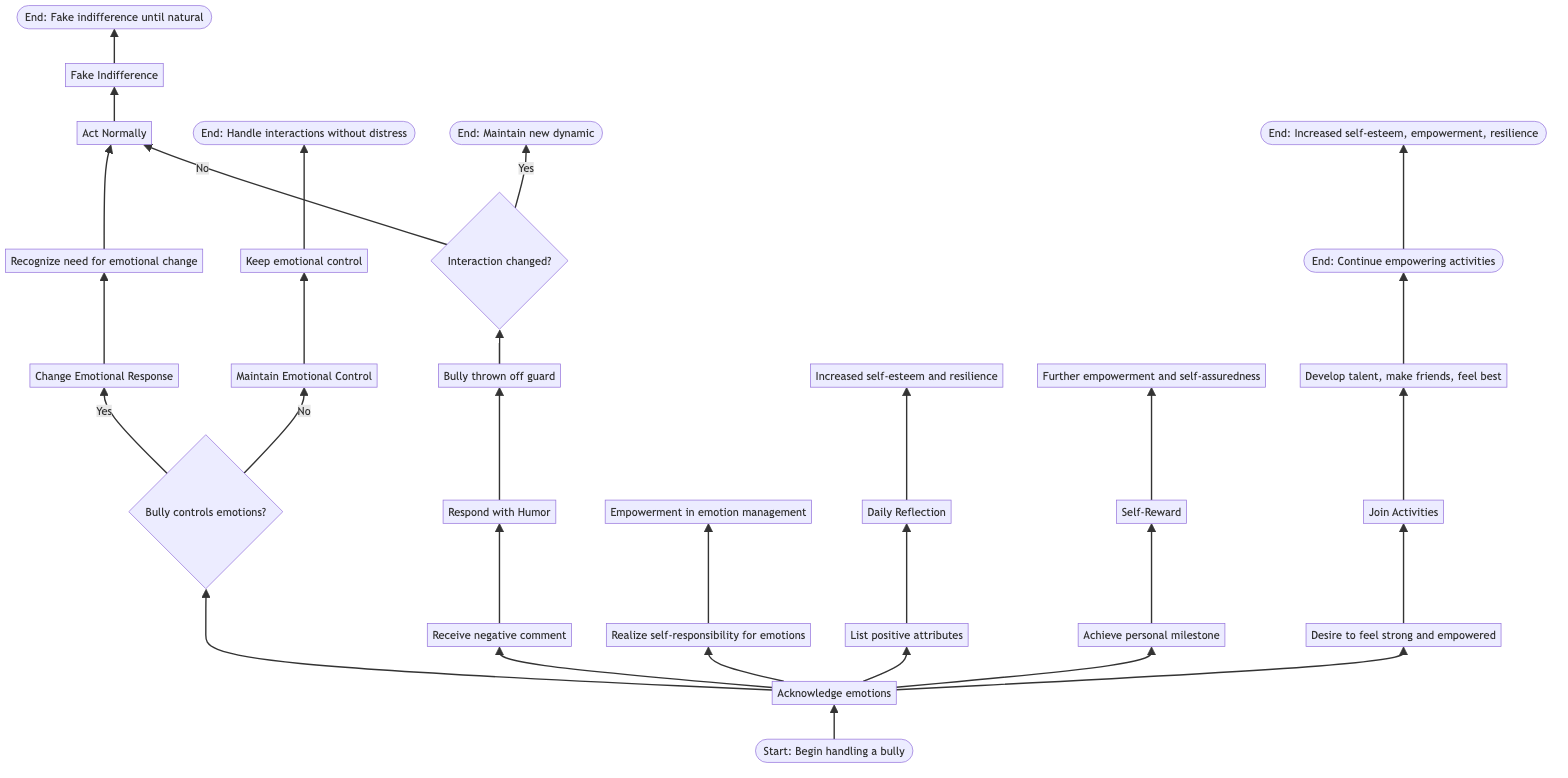 End: Fake indifference until natural
Fake Indifference
Act Normally
End: Handle interactions without distress
End: Maintain new dynamic
End: Increased self-esteem, empowerment, resilience
No
Yes
Recognize need for emotional change
Keep emotional control
Interaction changed?
End: Continue empowering activities
Change Emotional Response
Maintain Emotional Control
Bully thrown off guard
Increased self-esteem and resilience
Further empowerment and self-assuredness
Develop talent, make friends, feel best
Yes
No
Bully controls emotions?
Respond with Humor
Empowerment in emotion management
Daily Reflection
Self-Reward
Join Activities
Receive negative comment
Realize self-responsibility for emotions
List positive attributes
Achieve personal milestone
Desire to feel strong and empowered
Acknowledge emotions
Start: Begin handling a bully